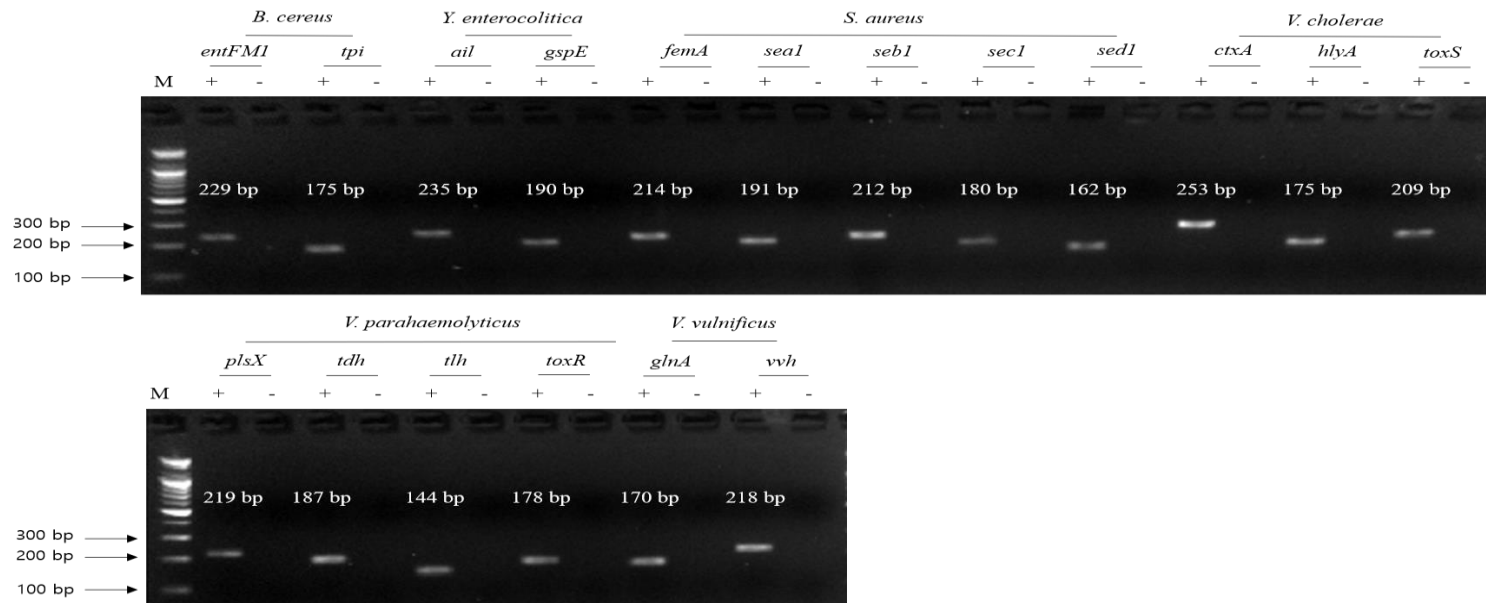 B. cereus Y. enterocolitica S. aureus V. cholerae
entFM1 tpi ail gspE femA sea1 seb1 sec1 sed1 ctxA hlyA toxS
M + - + - + - + - + - + - + - + - + - + - + - + -
229 bp 175 bp 235 bp 190 bp 214 bp 191 bp 212 bp 180 bp 162 bp 253 bp 175 bp 209 bp
300 bp
200 bp
100 bp
V. parahaemolyticus V. vulnificus
plsX tdh tlh toxR glnA vvh
M + - + - + - + - + - + -
219 bp 187 bp 144 bp 178 bp 170 bp 218 bp
300 bp
200 bp
100 bp